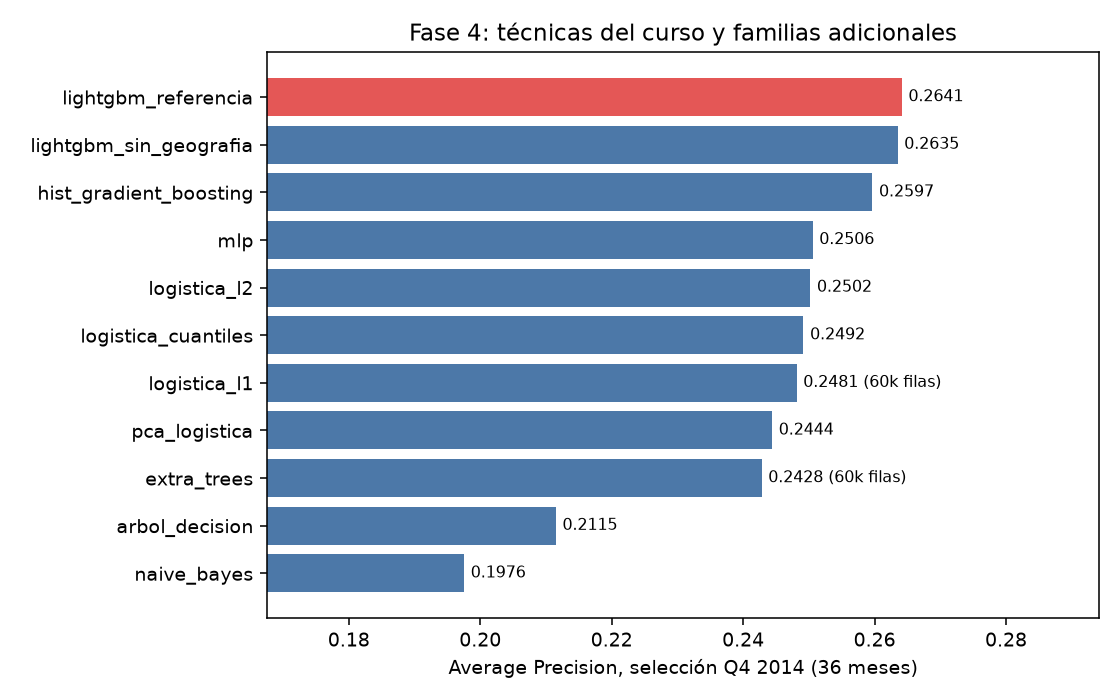 Fase 4: técnicas del curso y familias adicionales
lightgbm_referencia 0.2641
lightgbm_sin_geografia 0.2635
hist_gradient_boosting 0.2597
mlp 0.2506
logistica_l2 0.2502
logistica_cuantiles 0.2492
logistica_l1 0.2481 (60k filas)
pca_logistica 0.2444
extra_trees 0.2428 (60k filas)
arbol_decision 0.2115
naive_bayes 0.1976
0.18 0.20 0.22 0.24 0.26 0.28
Average Precision, selección Q4 2014 (36 meses)